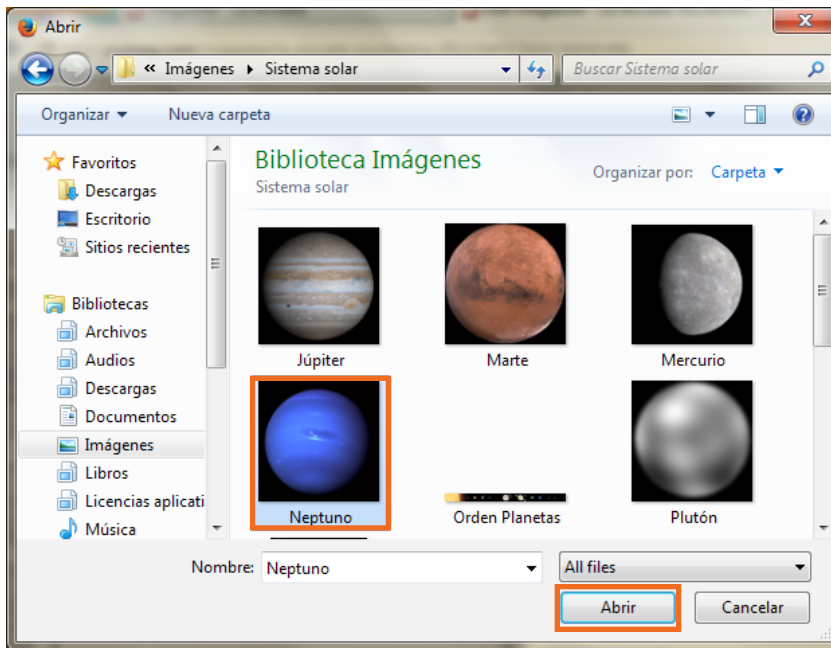 Abrir
« Imágenes Sistema solar
Buscar Sistema solar
Organizar
Nueva carpeta
Favoritos
Descargas
Escritorio
Sitios recientes
Bibliotecas
Archivos
Audios
Descargas
Documentos
Imágenes
Libros
Licencias aplicati
Música
Biblioteca Imágenes
Sistema solar
Organizar por: Carpeta
Júpiter
Marte
Mercurio
Neptuno
Orden Planetas
Plutón
Nombre: Neptuno
All files
Abrir
Cancelar